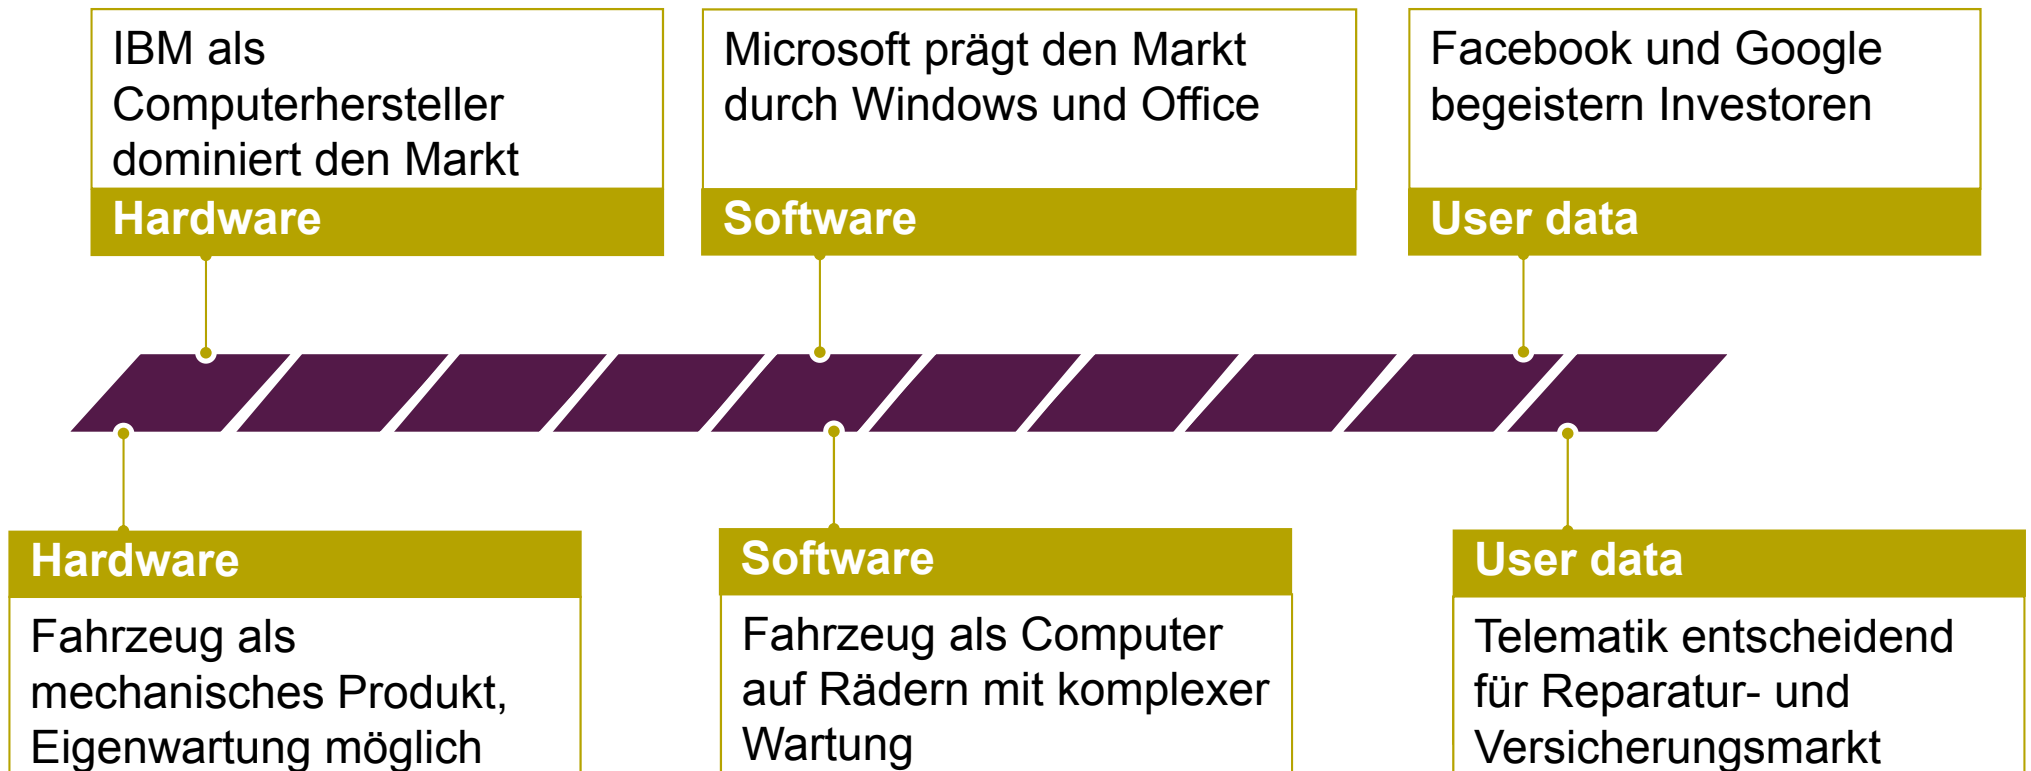 IBM als
Computerhersteller
dominiert den Markt
Hardware
Microsoft prägt den Markt
durch Windows und Office
Software
Facebook und Google
begeistern Investoren
User data
Hardware
Fahrzeug als
mechanisches Produkt,
Eigenwartung möglich
Software
Fahrzeug als Computer
auf Rädern mit komplexer
Wartung
User data
Telematik entscheidend
für Reparatur- und
Versicherungsmarkt